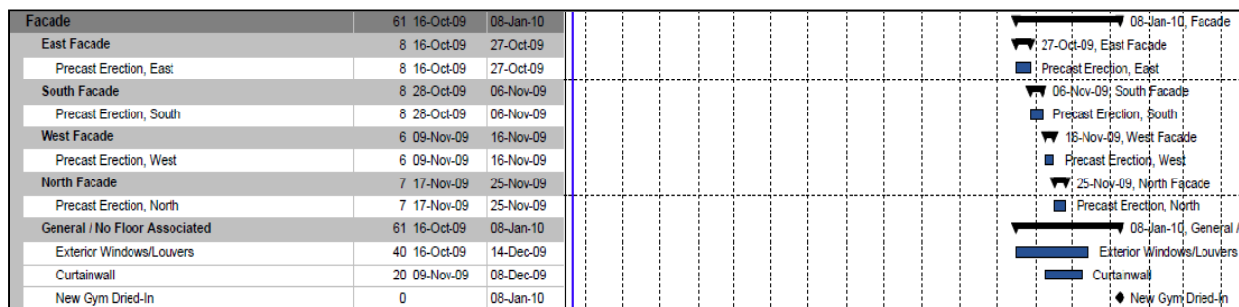 Facade 61 16-Oct-09 08-Jan-10 08-Jan-10, Facade
East Facade 8 16-Oct-09 27-Oct-09 27-Oct-09, East Facade
Precast Erection, East 8 16-Oct-09 27-Oct-09 Precast Erection, East
South Facade 8 28-Oct-09 06-Nov-09 06-Nov-09, South Facade
Precast Erection, South 8 28-Oct-09 06-Nov-09 Precast Erection, South
West Facade 6 09-Nov-09 16-Nov-09 16-Nov-09, West Facade
Precast Erection, West 6 09-Nov-09 16-Nov-09 Precast Erection, West
North Facade 7 17-Nov-09 25-Nov-09 25-Nov-09, North Facade
Precast Erection, North 7 17-Nov-09 25-Nov-09 Precast Erection, North
General / No Floor Associated 61 16-Oct-09 08-Jan-10 08-Jan-10, General /
Exterior Windows/Louvers 40 16-Oct-09 14-Dec-09 Exterior Windows/Louvers
Curtainwall 20 09-Nov-09 08-Dec-09 Curtainwall
New Gym Dried-In 0 08-Jan-10 New Gym Dried-In